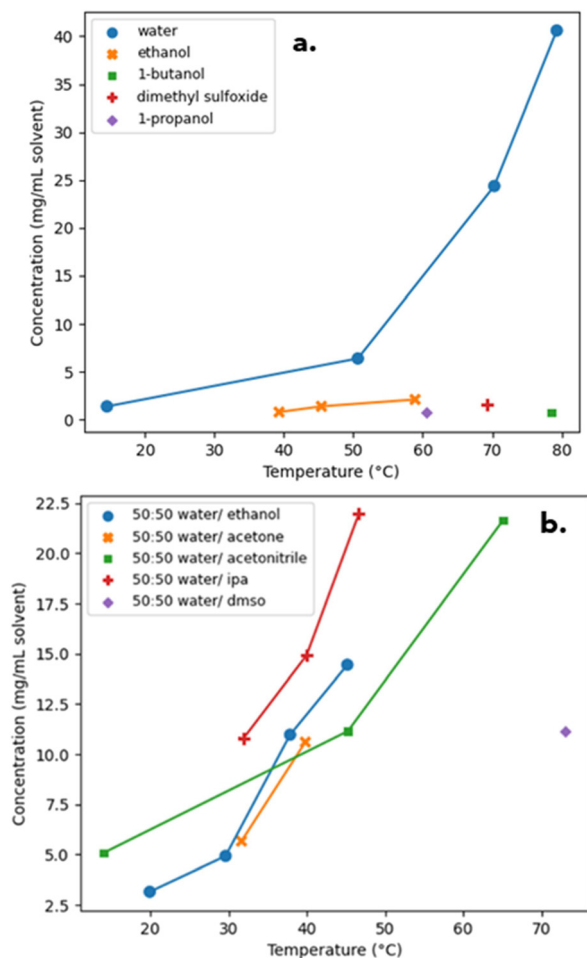 a.
water
ethanol
1-butanol
dimethyl sulfoxide
1-propanol
40
35
30
25
20
15
10
5
0
Concentration (mg/mL solvent)
20 30 40 50 60 70 80
Temperature (°C)
b.
50:50 water/ ethanol
50:50 water/ acetone
50:50 water/ acetonitrile
50:50 water/ ipa
50:50 water/ dmso
22.5
20.0
17.5
15.0
12.5
10.0
7.5
5.0
2.5
Concentration (mg/mL solvent)
20 30 40 50 60 70
Temperature (°C)